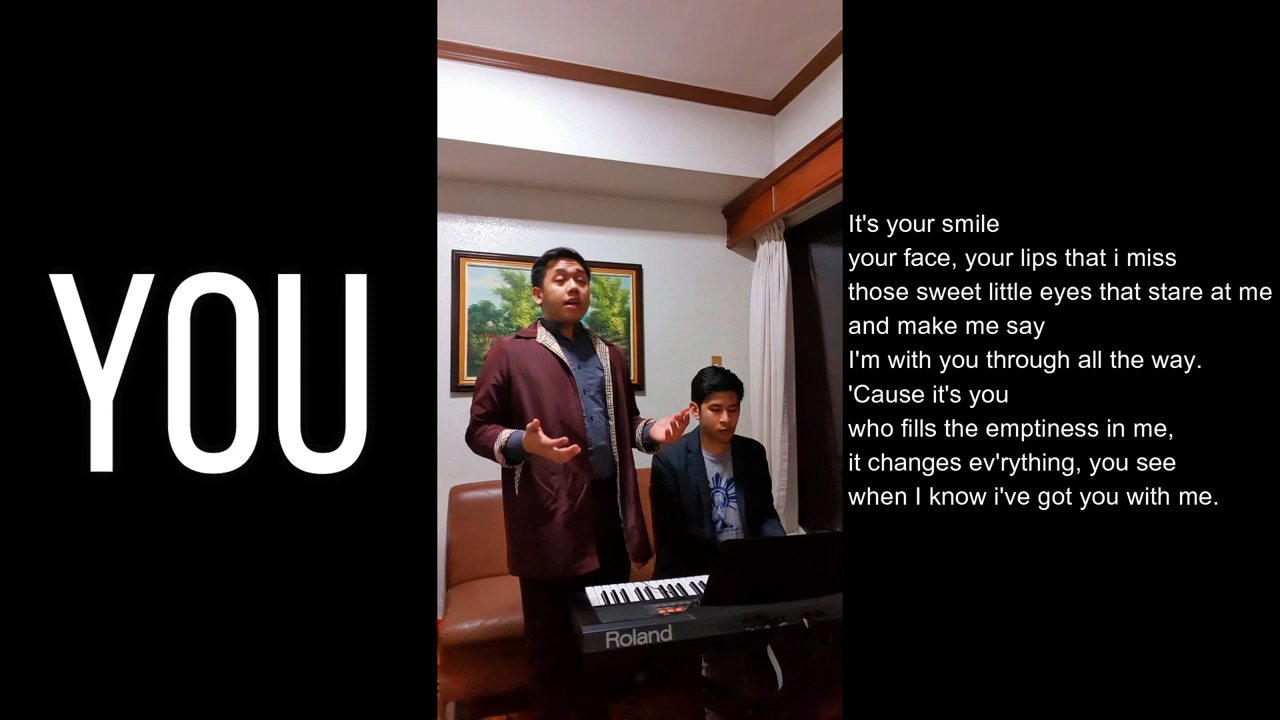 YOU
It's your smile
your face, your lips that i miss
those sweet little eyes that stare at me
and make me say
I'm with you through all the way.
'Cause it's you
who fills the emptiness in me,
it changes ev'rything, you see
when I know i've got you with me.
Roland